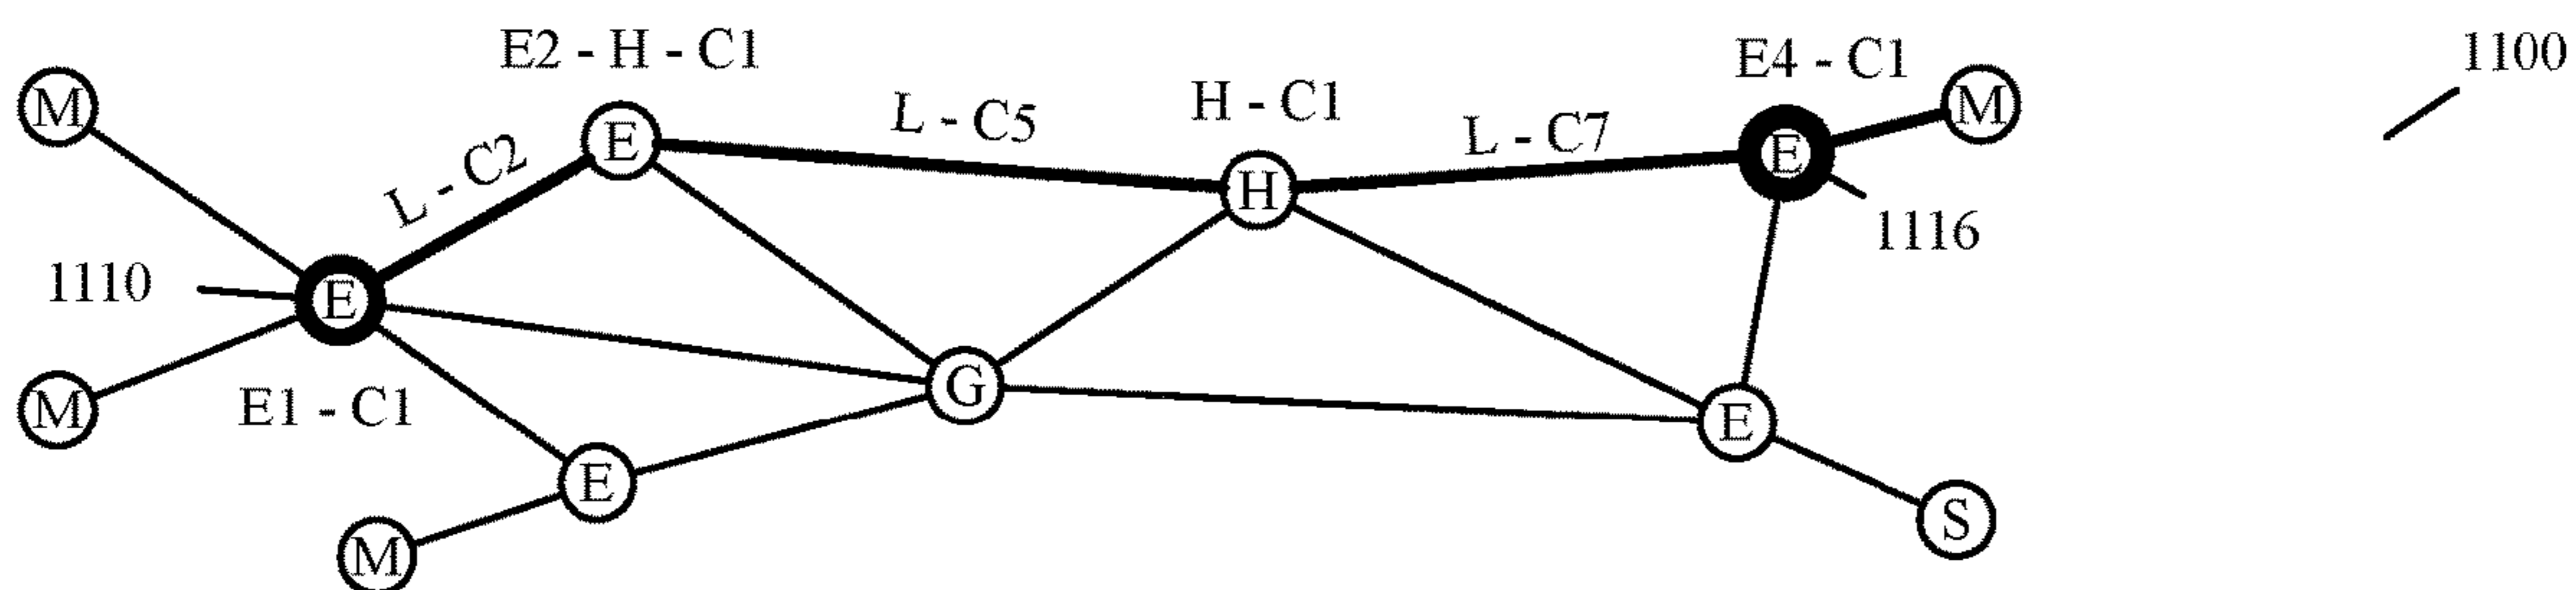 E2 - H - C1
E4 - C1
1100
M
L - C2
E
L - C5
H - C1
L - C7
E
M
H
1116
1110
E
M
E1 - C1
G
E
E
M
S